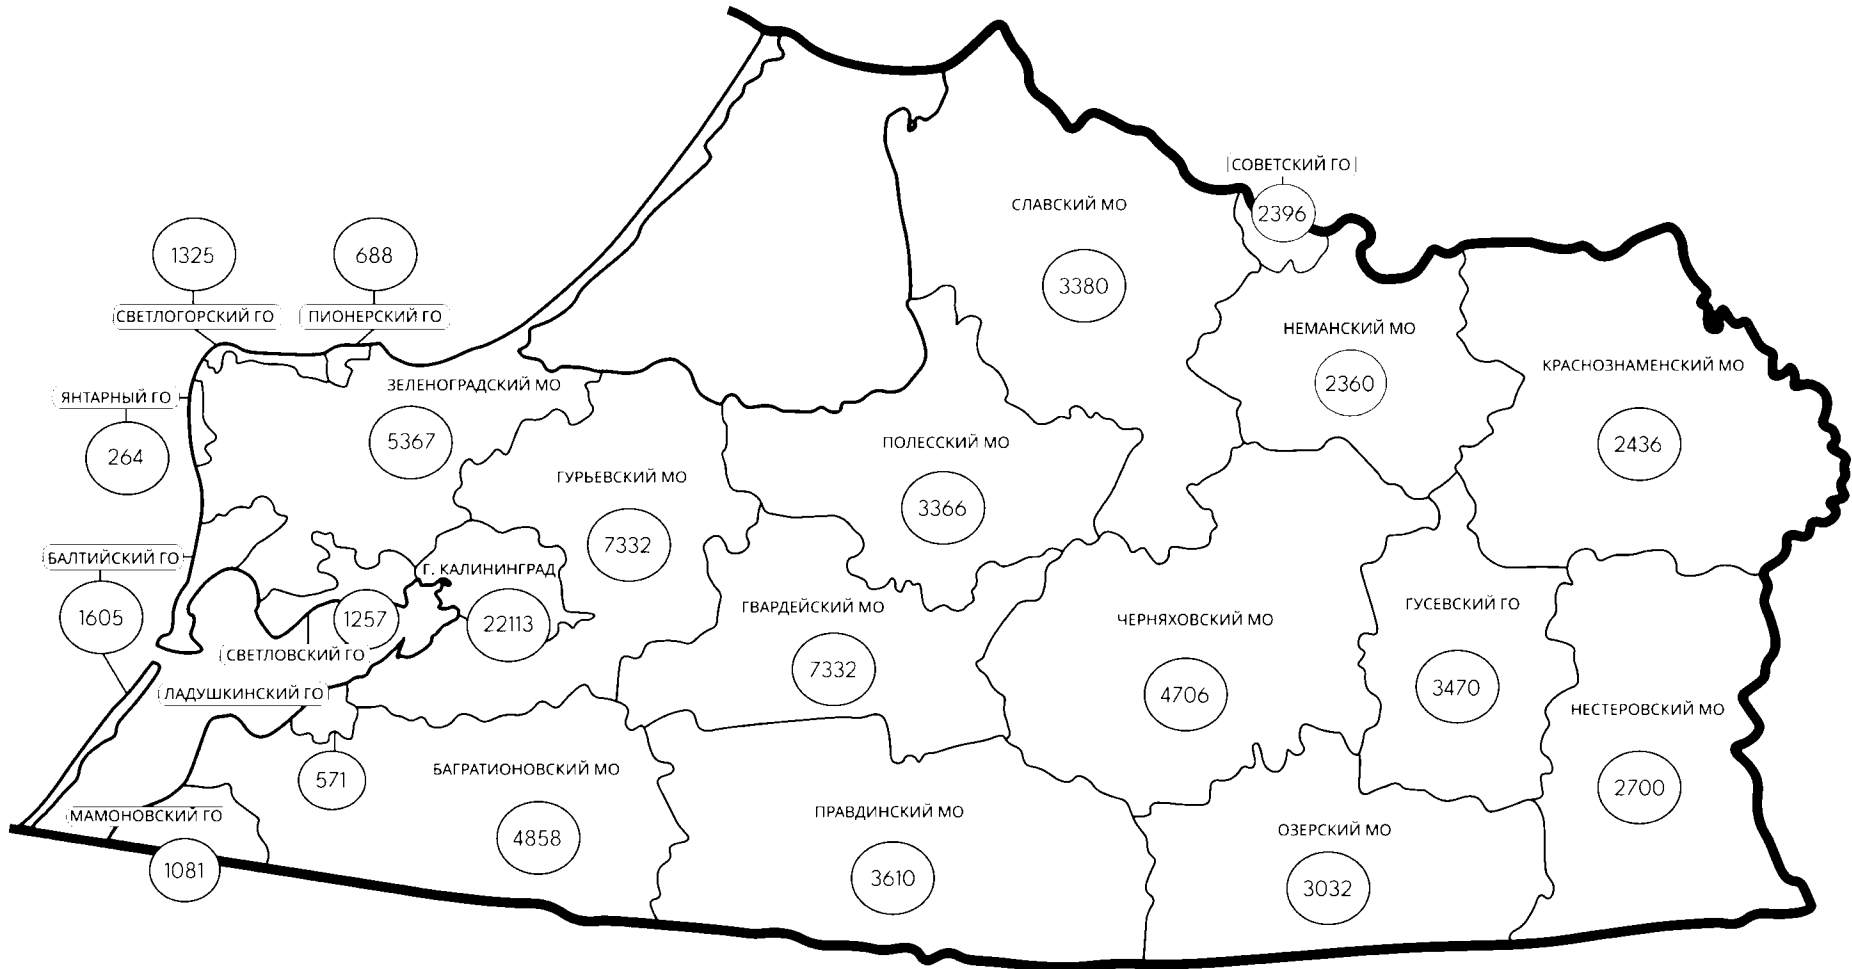 СОВЕТСКИЙ ГО
2396
СЛАВСКИЙ МО
3380
1325
688
СВЕТЛОГОРСКИЙ ГО
ПИОНЕРСКИЙ ГО
НЕМАНСКИЙ МО
2360
КРАСНОЗНАМЕНСКИЙ МО
2436
ЗЕЛЕНОГРАДСКИЙ МО
5367
ЯНТАРНЫЙ ГО
264
ПОЛЕССКИЙ МО
3366
ГУРЬЕВСКИЙ МО
7332
БАЛТИЙСКИЙ ГО
1605
Г. КАЛИНИНГРАД
22113
1257
СВЕТЛОВСКИЙ ГО
ГВАРДЕЙСКИЙ МО
7332
ЧЕРНЯХОВСКИЙ МО
4706
ГУСЕВСКИЙ ГО
3470
ЛАДУШКИНСКИЙ ГО
571
НЕСТЕРОВСКИЙ МО
2700
БАГРАТИОНОВСКИЙ МО
4858
МАМОНОВСКИЙ ГО
1081
ПРАВДИНСКИЙ МО
3610
ОЗЕРСКИЙ МО
3032